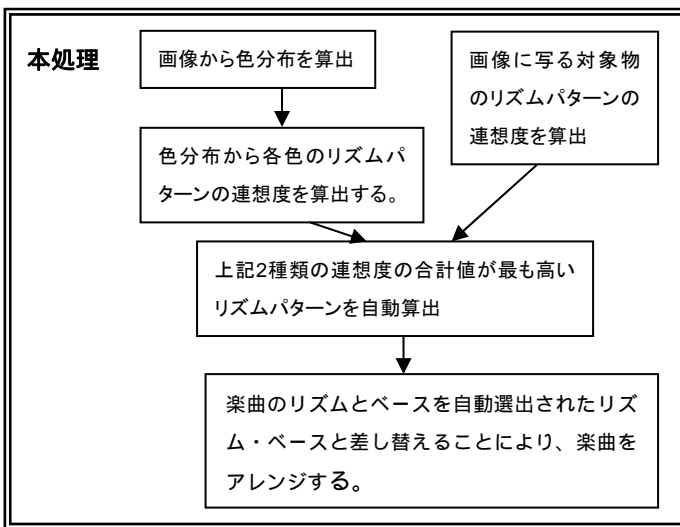 本処理
画像から色分布を算出
画像に写る対象物
のリズムパターンの
連想度を算出
色分布から各色のリズムパ
ターンの連想度を算出する。
上記2種類の連想度の合計値が最も高い
リズムパターンを自動算出
楽曲のリズムとベースを自動選出されたリズ
ム・ベースと差し替えることにより、楽曲を
アレンジする。